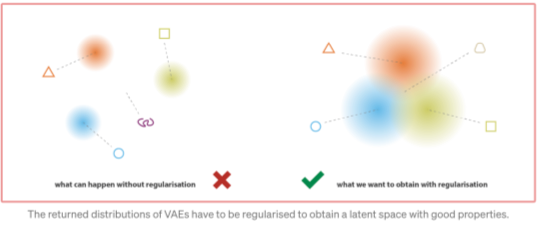 what can happen without regularisation
what we want to obtain with regularisation
The returned distributions of VAEs have to be regularised to obtain a latent space with good properties.